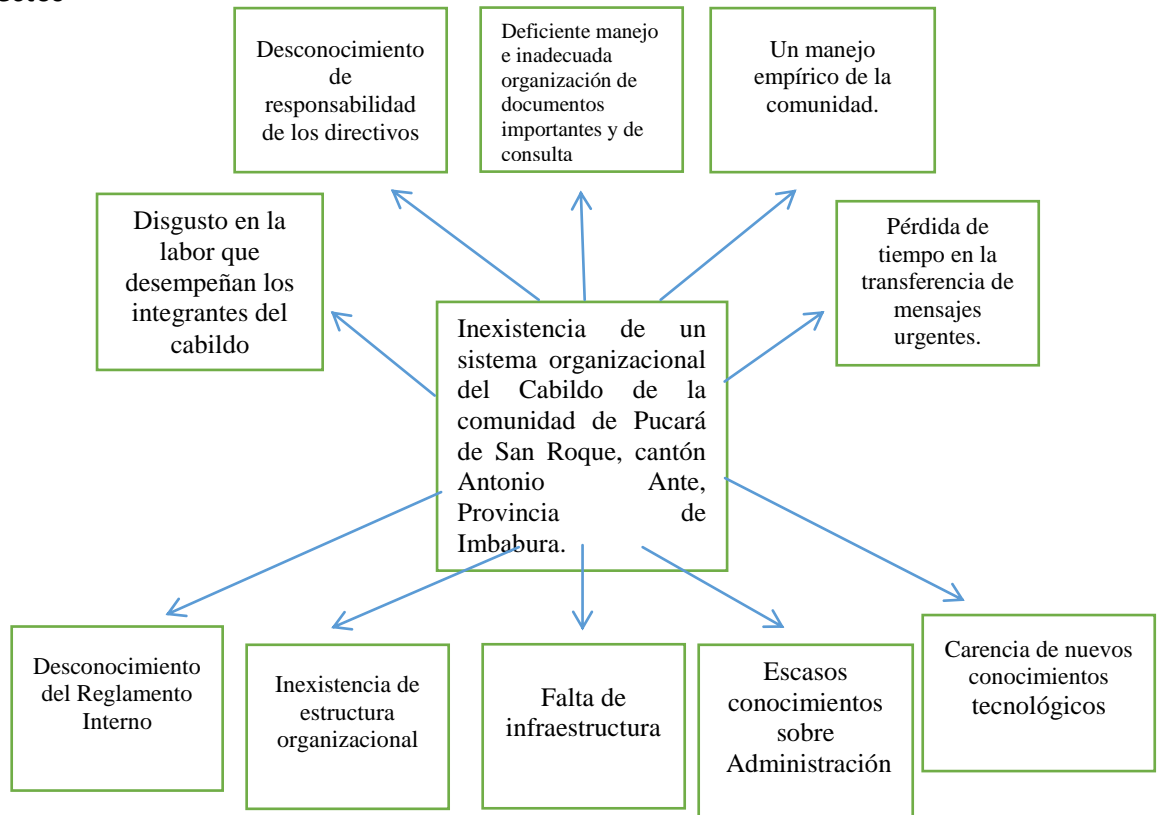 Desconocimiento
de
responsabilidad
de los directivos
Deficiente manejo
e inadecuada
organización de
documentos
importantes y de
consulta
Un manejo
empírico de la
comunidad.
Disgusto en la
labor que
desempeñan los
integrantes del
cabildo
Pérdida de
tiempo en la
transferencia de
mensajes
urgentes.
Inexistencia de un
sistema organizacional
del Cabildo de la
comunidad de Pucará
de San Roque, cantón
Antonio Ante,
Provincia de
Imbabura.
Desconocimiento
del Reglamento
Interno
Inexistencia de
estructura
organizacional
Falta de
infraestructura
Escasos
conocimientos
sobre
Administración
Carencia de nuevos
conocimientos
tecnológicos